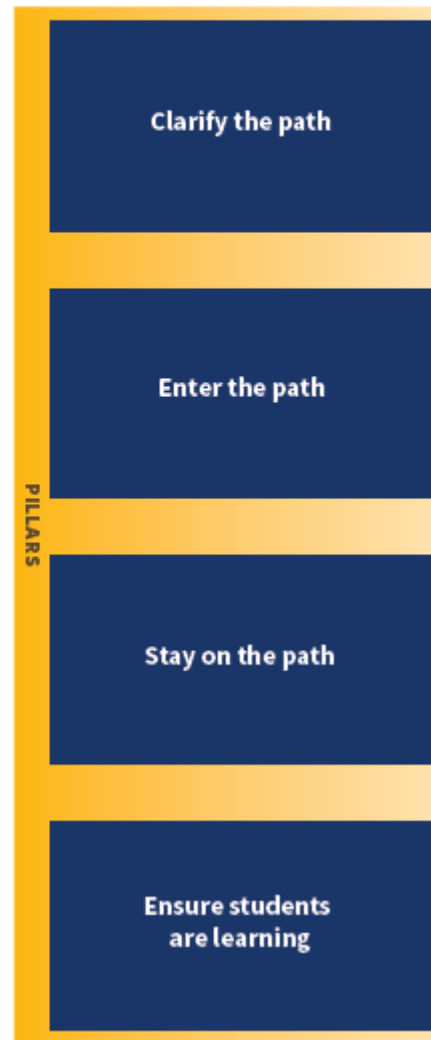 PILLARS
Clarify the path
Enter the path
Stay on the path
Ensure students
are learning